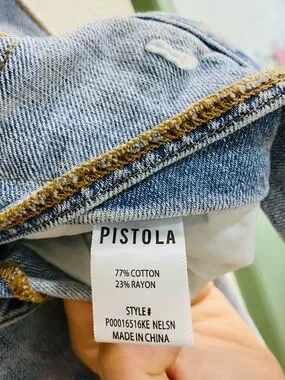 PISTOLA
77% COTTON
23% RAYON
STYLE#
P00016516KE NELSN
MADE IN CHINA